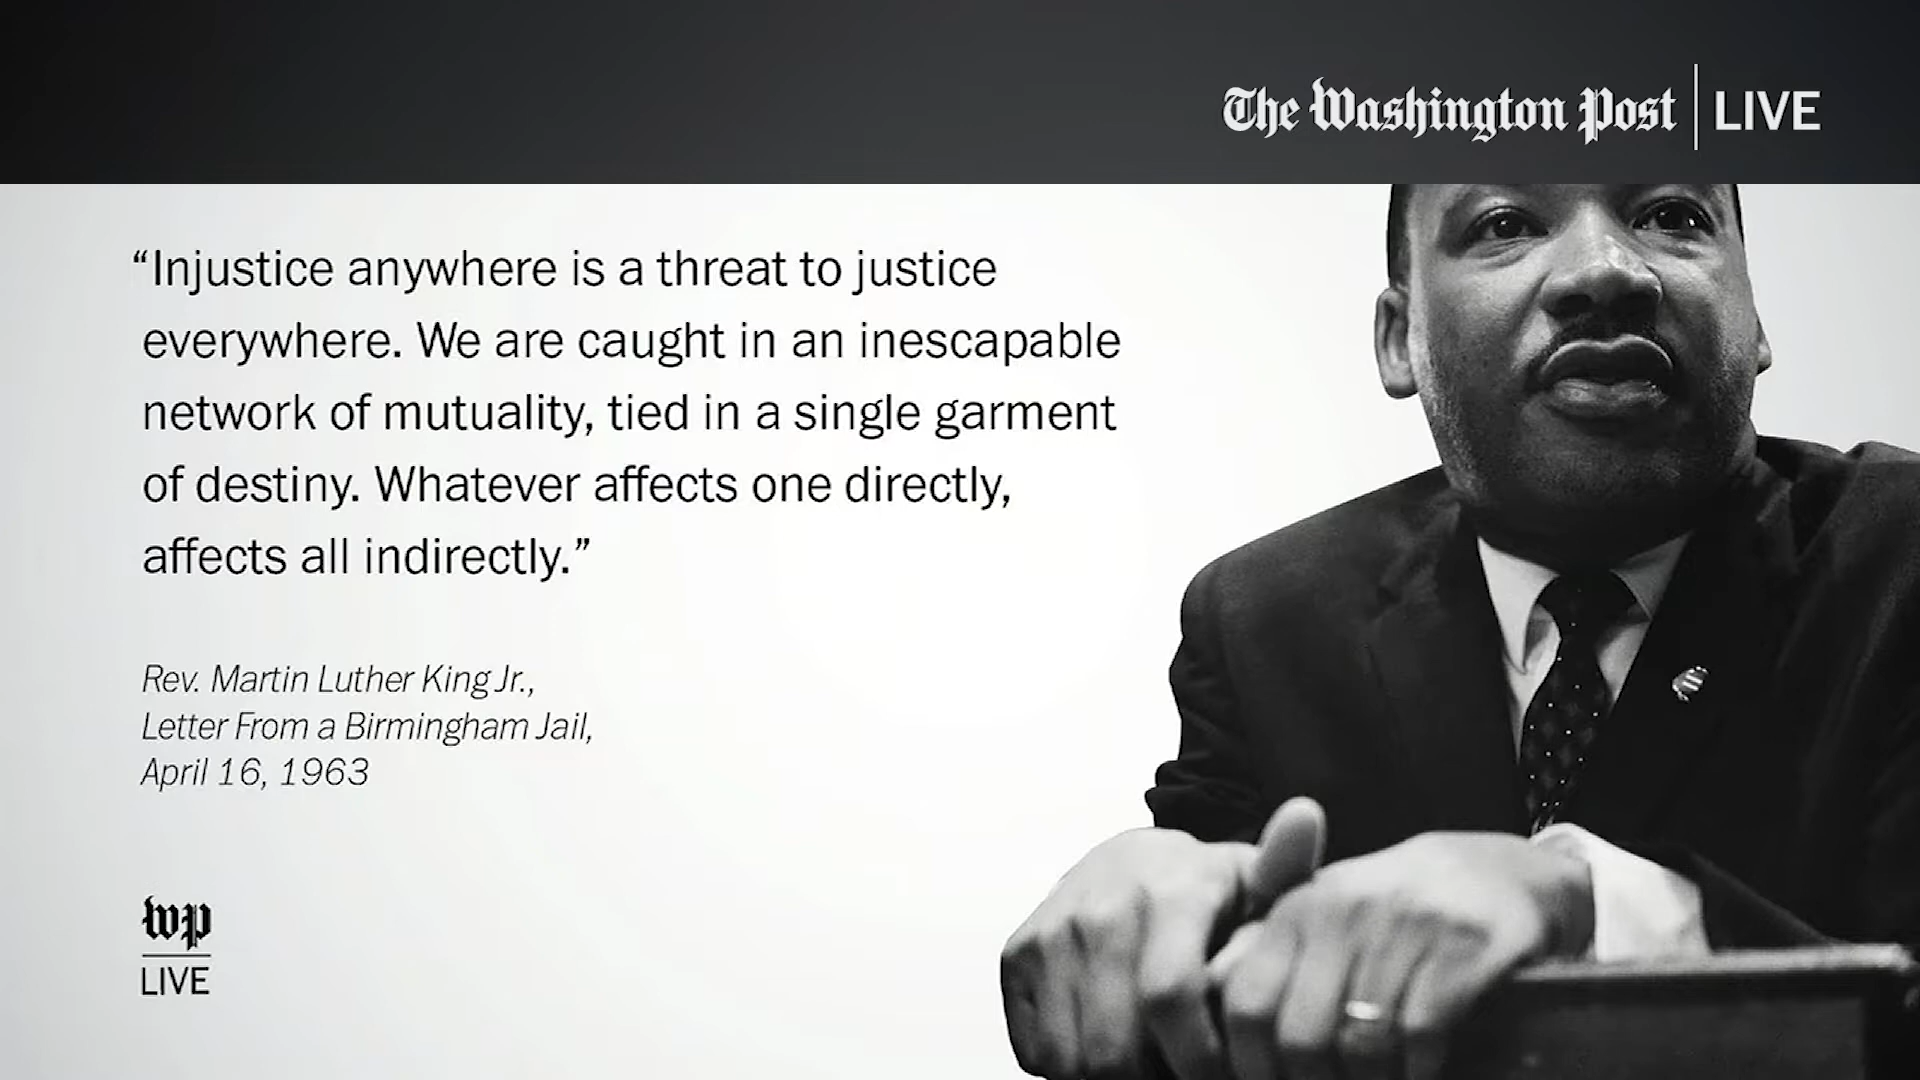 The Washington Post | LIVE
“Injustice anywhere is a threat to justice
everywhere. We are caught in an inescapable
network of mutuality, tied in a single garment
of destiny. Whatever affects one directly,
affects all indirectly.”
Rev. Martin Luther King Jr.,
Letter From a Birmingham Jail,
April 16, 1963
wp
LIVE